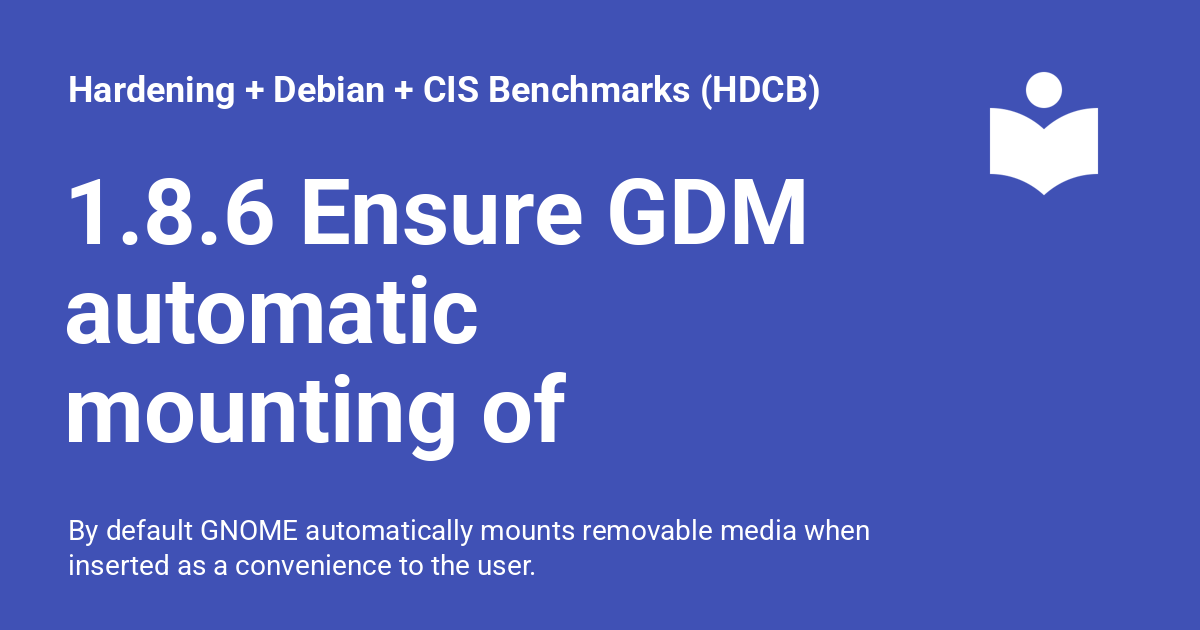 Hardening + Debian + CIS Benchmarks (HDCB)
1.8.6 Ensure GDM
automatic
mounting of
By default GNOME automatically mounts removable media when
inserted as a convenience to the user.